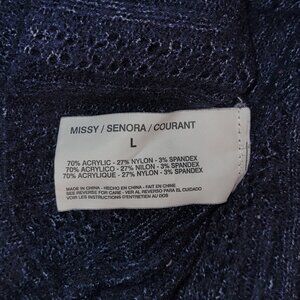 MISSY / SENORA / COURANT
L
70% ACRYLIC - 27% NYLON - 3% SPANDEX
70% ACRYLICO - 27% NILON - 3% SPANDEX
70% ACRYLIQUE - 27% NYLON - 3% SPANDEX
MADE IN CHINA - HECHO EN CHINA - FAIT EN CHINE
SEE REVERSE FOR CARE - VER AL REVERSO PARA EL CUIDADO
VOIR LES INSTRUCTIONS D'ENTRETIEN AU DOS